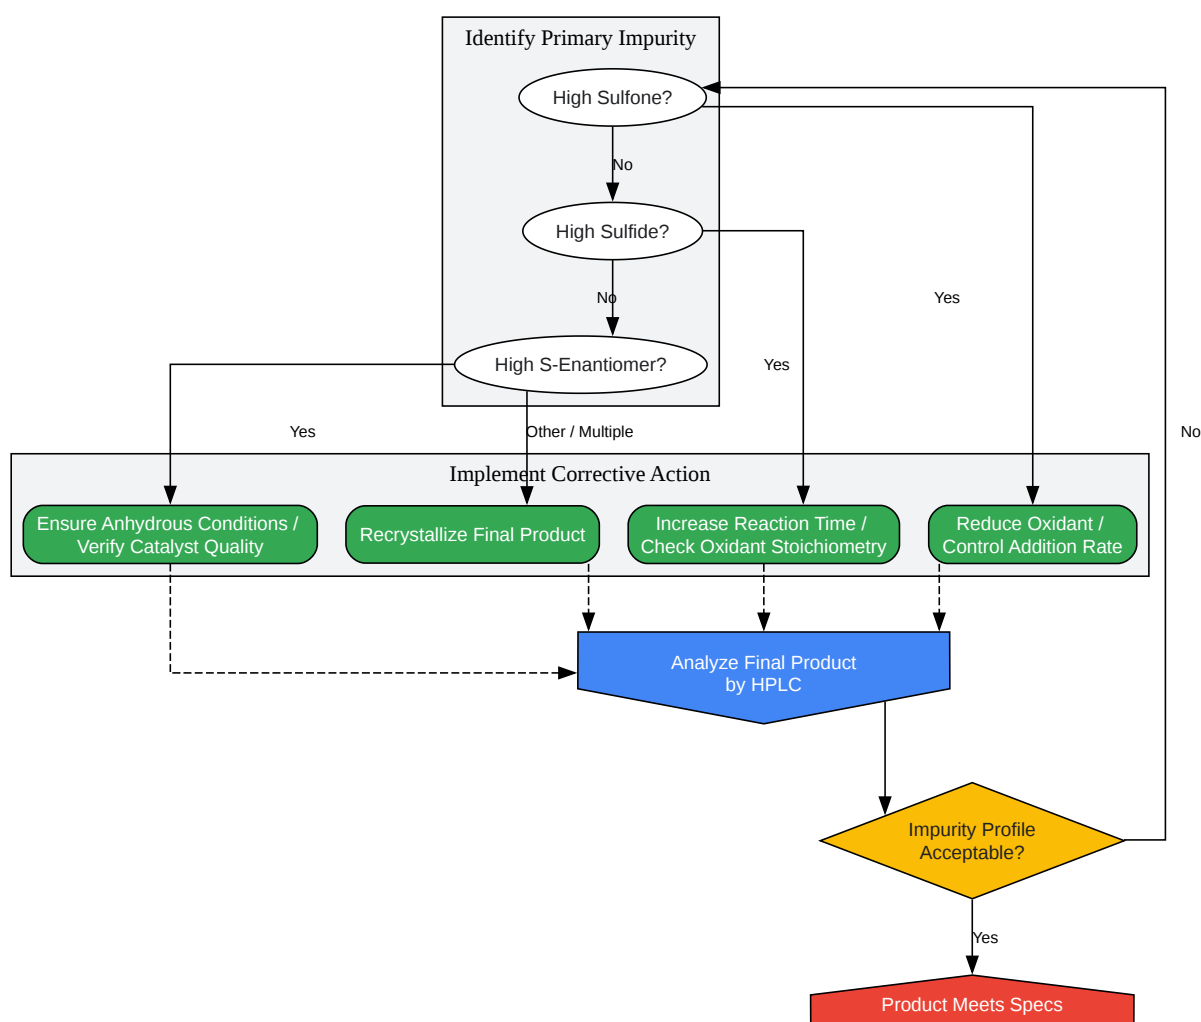 Identify Primary Impurity
High Sulfone?
No
High Sulfide?
No
Yes
High S-Enantiomer?
Yes
Yes
Other / Multiple
No
Implement Corrective Action
Ensure Anhydrous Conditions /
Verify Catalyst Quality
Recrystallize Final Product
Increase Reaction Time /
Check Oxidant Stoichiometry
Reduce Oxidant /
Control Addition Rate
Analyze Final Product
by HPLC
Impurity Profile
Acceptable?
Yes
Product Meets Specs